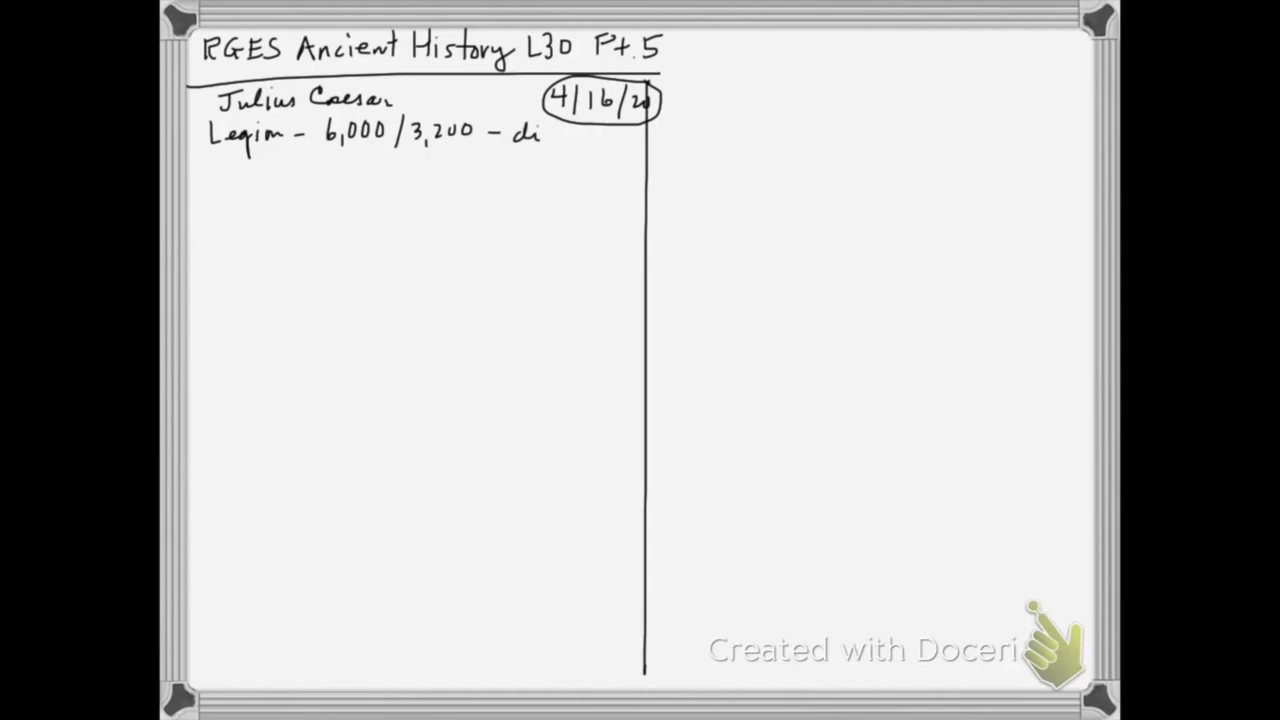 RGES Ancient History L30 Pt.5
Julius Caesar 4/16/20
Legion - 6,000/3,200 - di
Created with Doceri